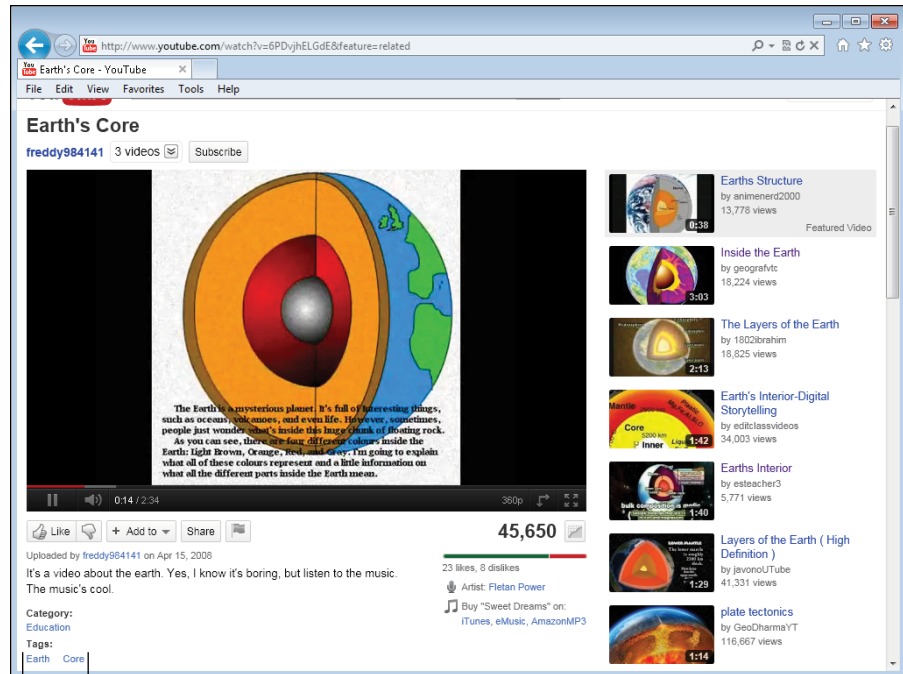 http://www.youtube.com/watch?v=6PDvjhELGdE&feature=related
Earth's Core - YouTube
File Edit View Favorites Tools Help
Earth's Core
freddy984141 3 videos Subscribe
The Earth is a mysterious planet. It's full of interesting things,
such as oceans, volcanoes, and even life. However, sometimes,
people just wonder what's inside this huge chunk of floating rock.
As you can see, there are four different colours inside the
Earth: Light Brown, Orange, Red, and Gray. I'm going to explain
what all of these colours represent and a little information on
what all the different parts inside the Earth mean.
0:14 / 2:34 360p
Like + Add to Share 45,650
Uploaded by freddy984141 on Apr 15, 2008
It's a video about the earth. Yes, I know it's boring, but listen to the music.
The music's cool.
Category:
Education
Tags:
Earth Core
23 likes, 8 dislikes
Artist: Fletan Power
Buy "Sweet Dreams" on:
iTunes, eMusic, AmazonMP3
Earths Structure
by animenerd2000
13,778 views
0:38
Featured Video
Inside the Earth
by geografvtc
18,224 views
3:03
The Layers of the Earth
by 1802ibrahim
18,825 views
2:13
Earth's Interior-Digital
Storytelling
by editclassvideos
34,003 views
Mantle
Core
5200 km
Inner
1:42
Earths Interior
by esteacher3
5,771 views
1:40
Layers of the Earth ( High
Definition )
by javonoUTube
41,331 views
LOWER MANTLE
1:29
plate tectonics
by GeoDharmaYT
116,667 views
1:14